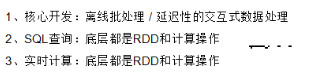 1、核心开发：离线批处理 / 延迟性的交互式数据处理
2、SQL查询：底层都是RDD和计算操作
3、实时计算：底层都是RDD和计算操作